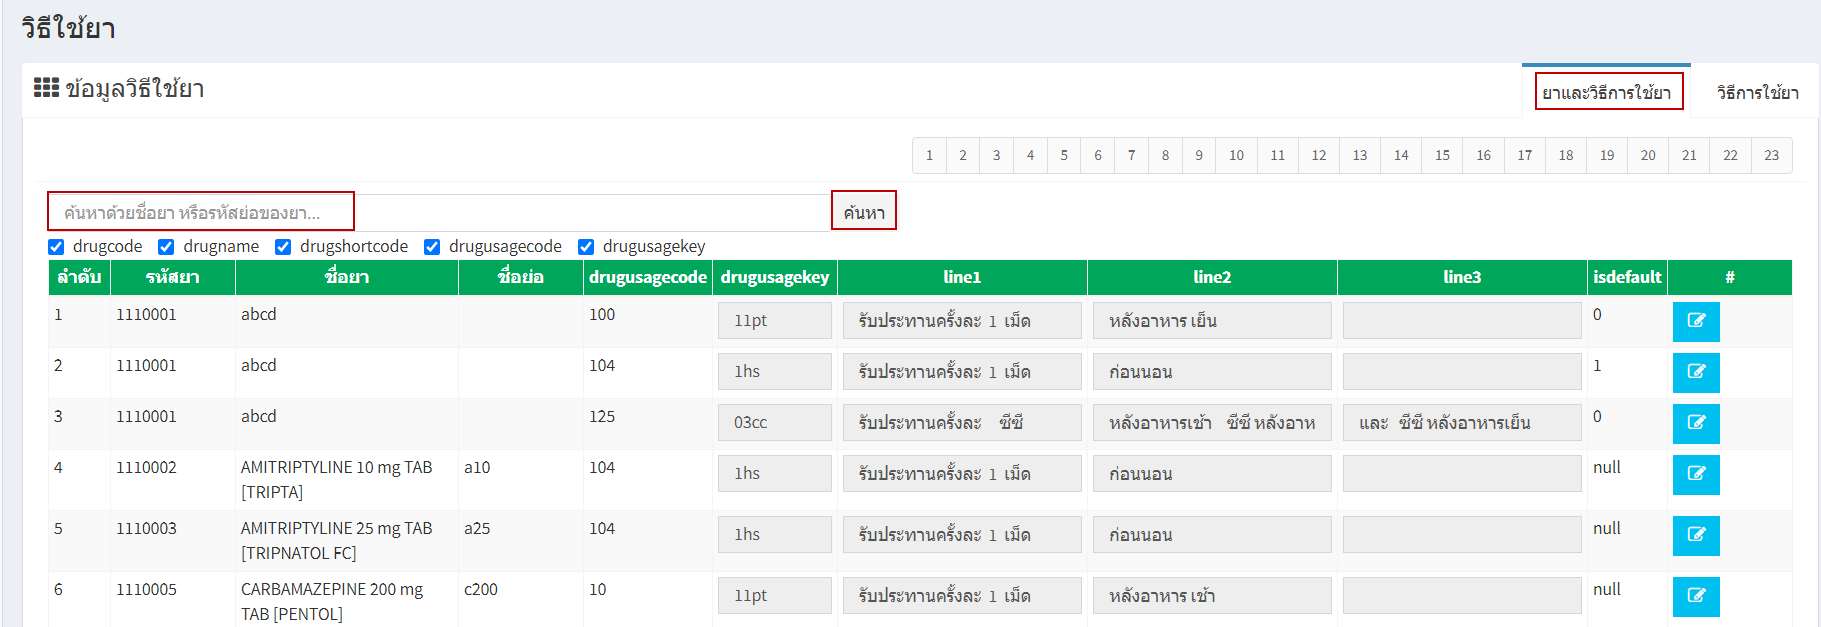 วิธีใช้ยา
ข้อมูลวิธีใช้ยา
ยาและวิธีการใช้ยา วิธีการใช้ยา
1 2 3 4 5 6 7 8 9 10 11 12 13 14 15 16 17 18 19 20 21 22 23
ค้นหาด้วยชื่อยา หรือรหัสย่อของยา... ค้นหา
drugcode drugname drugshortcode drugusagecode drugusagekey
ลำดับ รหัสยา ชื่อยา ชื่อย่อ drugusagecode drugusagekey line1 line2 line3 isdefault #
1 1110001 abcd 100 11pt รับประทานครั้งละ 1 เม็ด หลังอาหาร เย็น 0
2 1110001 abcd 104 1hs รับประทานครั้งละ 1 เม็ด ก่อนนอน 1
3 1110001 abcd 125 03cc รับประทานครั้งละ ซีซี หลังอาหารเช้า ซีซี หลังอาห และ ซีซี หลังอาหารเย็น 0
4 1110002 AMITRIPTYLINE 10 mg TAB a10 104 1hs รับประทานครั้งละ 1 เม็ด ก่อนนอน null
[TRIPTA]
5 1110003 AMITRIPTYLINE 25 mg TAB a25 104 1hs รับประทานครั้งละ 1 เม็ด ก่อนนอน null
[TRIPNATOL FC]
6 1110005 CARBAMAZEPINE 200 mg c200 10 11pt รับประทานครั้งละ 1 เม็ด หลังอาหาร เช้า null
TAB [PENTOL]